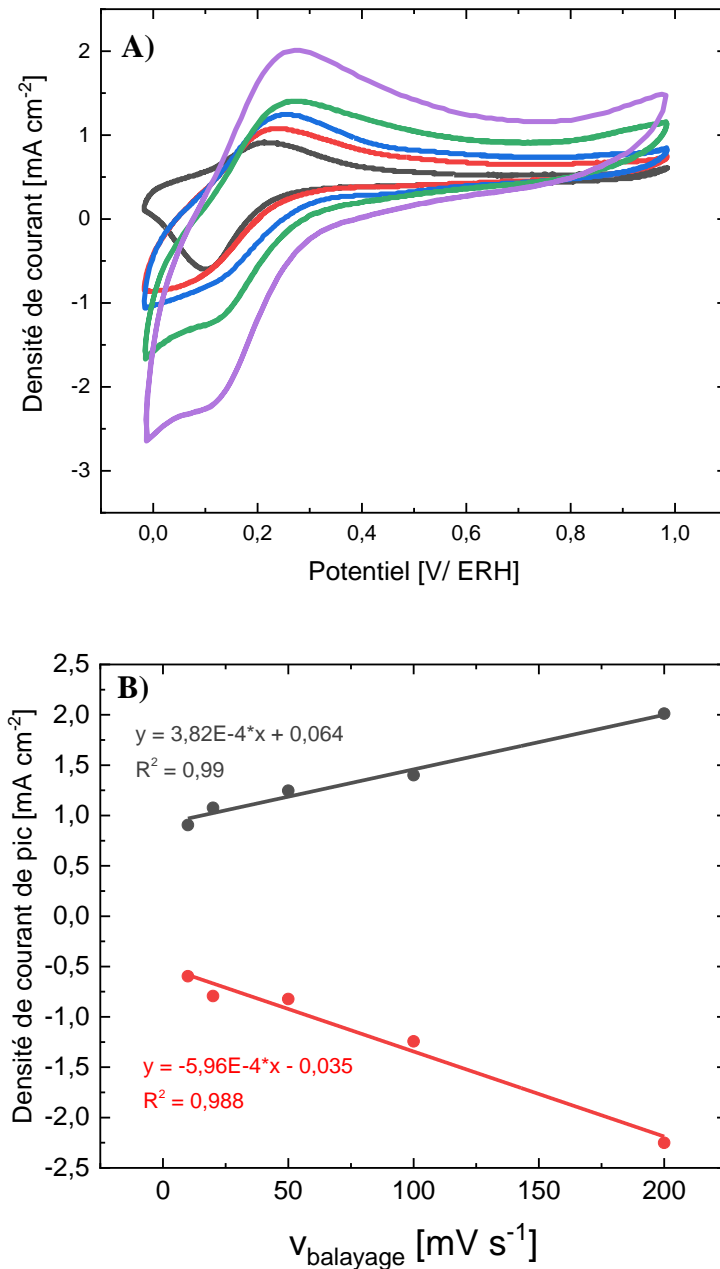 A)
Densité de courant [mA cm⁻²]
2
1
0
-1
-2
-3
0,0 0,2 0,4 0,6 0,8 1,0
Potentiel [V/ ERH]
B)
Densité de courant de pic [mA cm⁻²]
2,5
2,0
1,5
1,0
0,5
0,0
-0,5
-1,0
-1,5
-2,0
-2,5
y = 3,82E-4*x + 0,064
R² = 0,99
y = -5,96E-4*x - 0,035
R² = 0,988
0 50 100 150 200
v_balayage [mV s⁻¹]